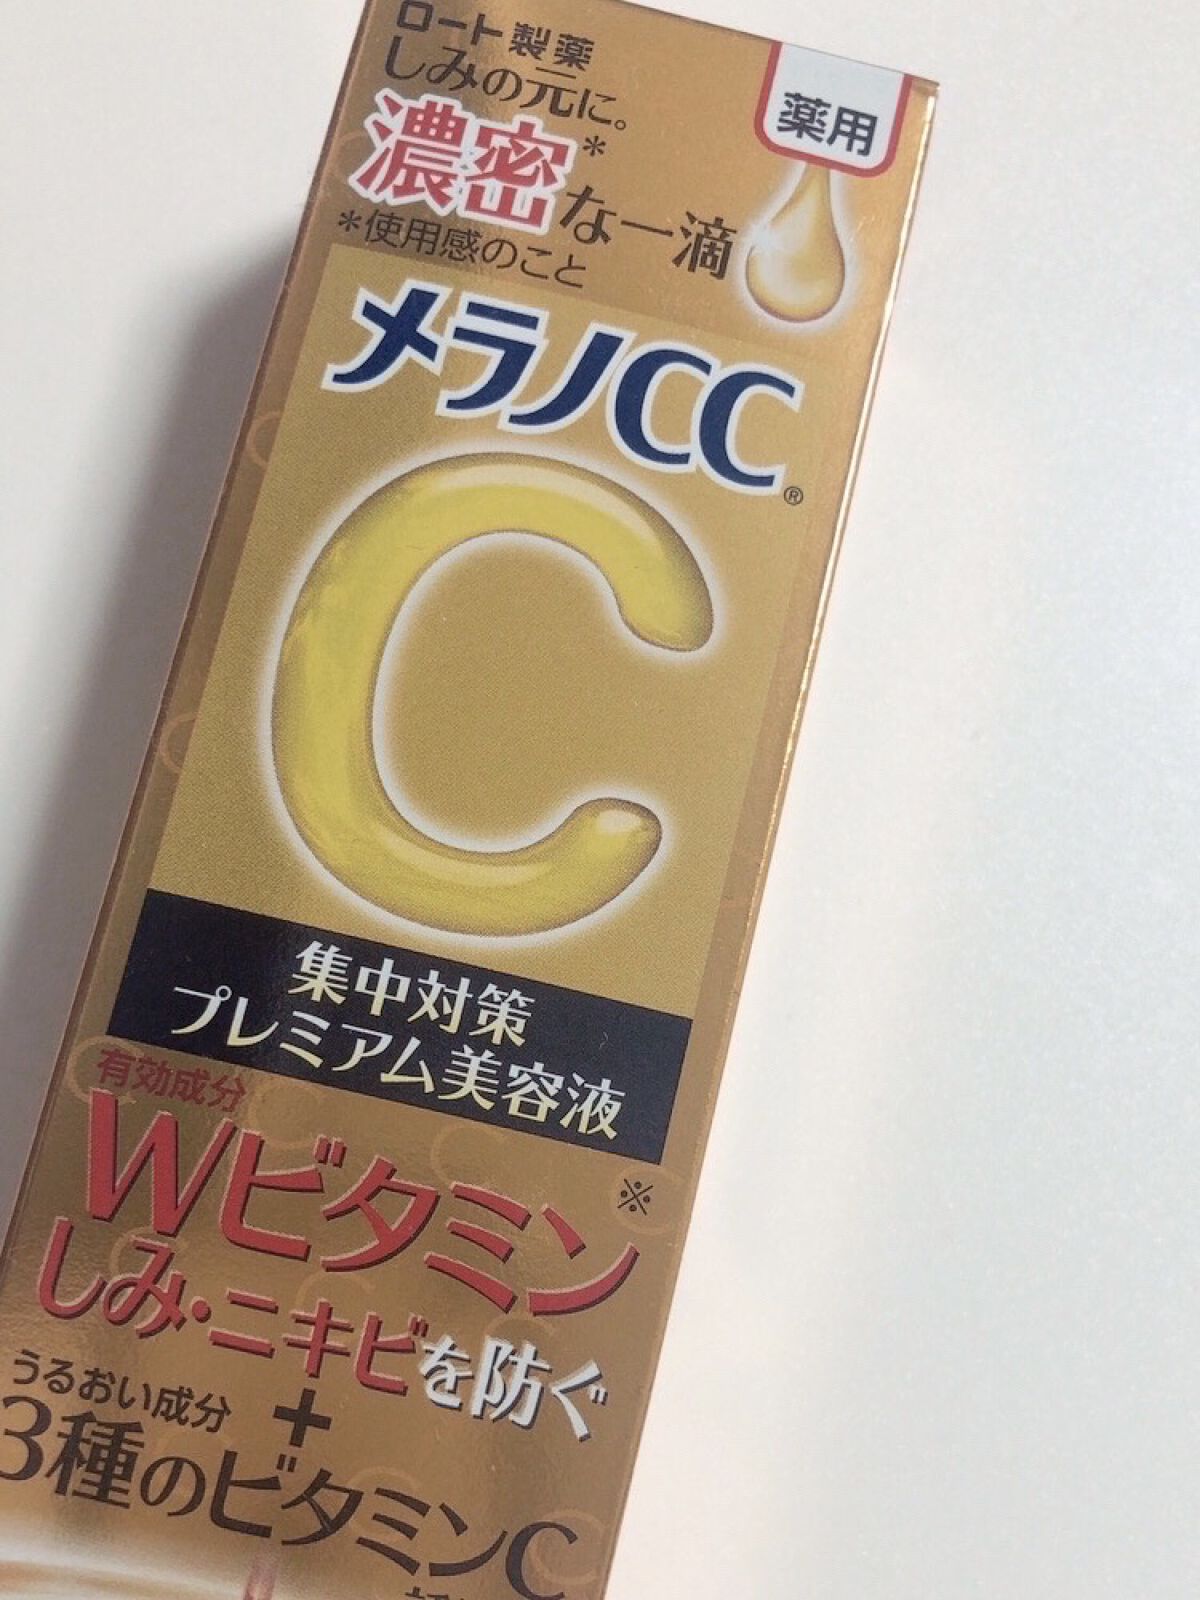 ロート製薬
しみの元に。
濃密*な一滴
*使用感のこと
薬用
メラノCC®
C
集中対策
プレミアム美容液
有効成分
Wビタミン※
しみ・ニキビを防ぐ
+
うるおい成分
3種のビタミンC